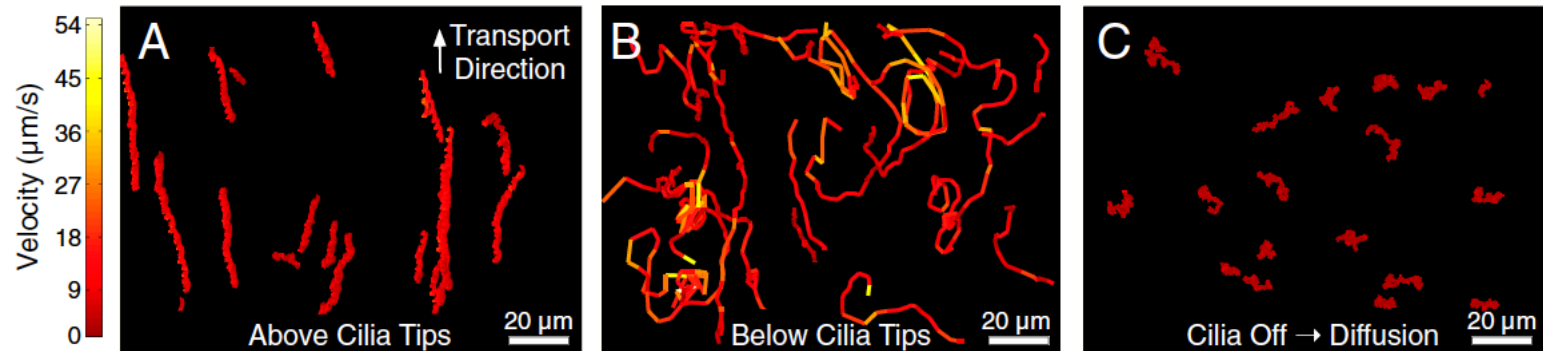 54
45
36
27
18
9
0
Velocity (μm/s)
A
Transport
Direction
Above Cilia Tips
20 μm
B
Below Cilia Tips
20 μm
C
Cilia Off → Diffusion
20 μm